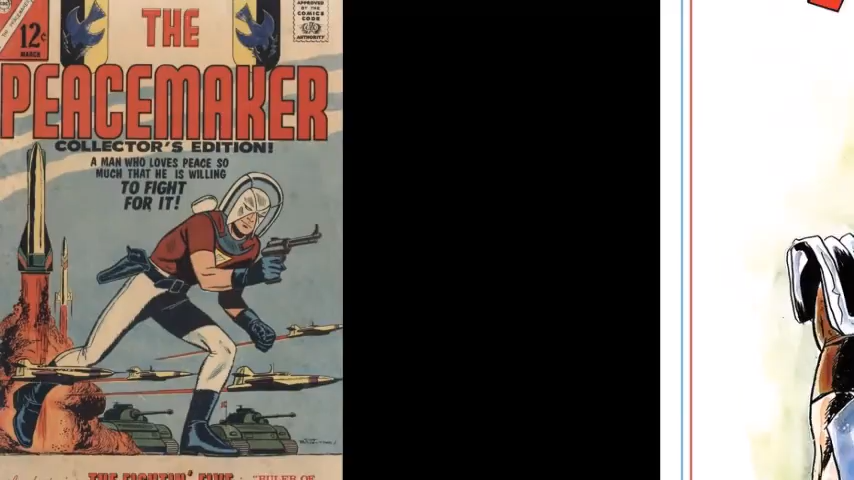 12¢
MARCH
APPROVED
BY THE
COMICS
CODE
AUTHORITY
THE
PEACEMAKER
COLLECTOR'S EDITION!
A MAN WHO LOVES PEACE SO
MUCH THAT HE IS WILLING
TO FIGHT
FOR IT!
THE FIGHTIN' FIVE "RULER OF